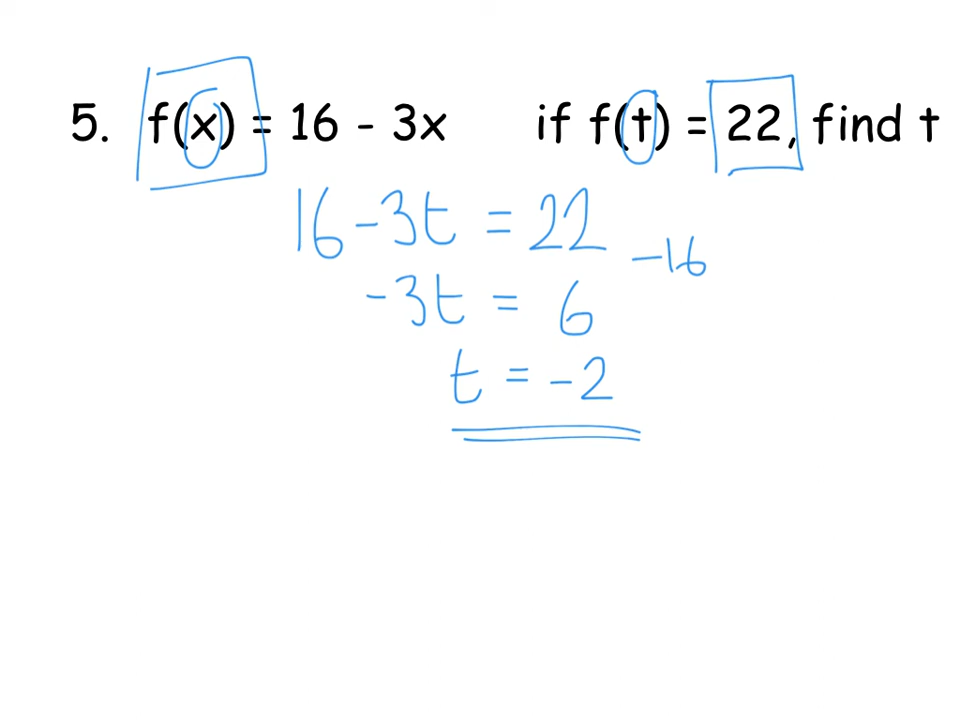 5. f(x) = 16 - 3x if f(t) = 22, find t
16 - 3t = 22
-16
-3t = 6
t = -2